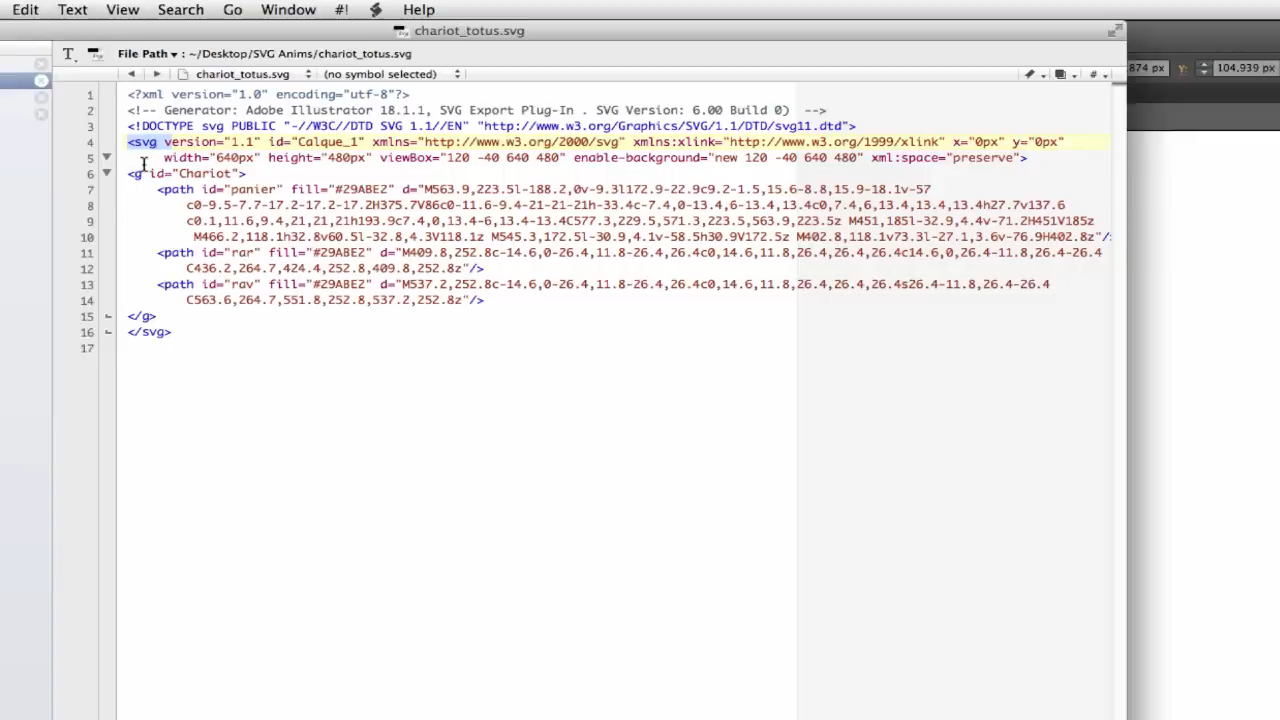 Edit View Text Search Go Window #! Help
chariot_totus.svg
File Path ▾ : ~/Desktop/SVG Anims/chariot_totus.svg
chariot_totus.svg (no symbol selected) #
874 px Y: 104.939 px
1 <?xml version="1.0" encoding="utf-8"?>
2 <!-- Generator: Adobe Illustrator 18.1.1, SVG Export Plug-In . SVG Version: 6.00 Build 0) -->
3 <!DOCTYPE svg PUBLIC "-//W3C//DTD SVG 1.1//EN" "http://www.w3.org/Graphics/SVG/1.1/DTD/svg11.dtd">
4 <svg version="1.1" id="Calque_1" xmlns="http://www.w3.org/2000/svg" xmlns:xlink="http://www.w3.org/1999/xlink" x="0px" y="0px"
5 width="640px" height="480px" viewBox="120 -40 640 480" enable-background="new 120 -40 640 480" xml:space="preserve">
6 <g id="Chariot">
7 <path id="panier" fill="#29ABE2" d="M563.9,223.5l-188.2,0v-9.3l172.9-22.9c9.2-1.5,15.6-8.8,15.9-18.1v-57
8 c0-9.5-7.7-17.2-17.2-17.2H375.7V86c0-11.6-9.4-21-21-21h-33.4c-7.4,0-13.4,6-13.4,13.4c0,7.4,6,13.4,13.4,13.4h27.7v137.6
9 c0.1,11.6,9.4,21,21,21h193.9c7.4,0,13.4-6,13.4-13.4C577.3,229.5,571.3,223.5,563.9,223.5z M451,185l-32.9,4.4v-71.2H451V185z
10 M466.2,118.1h32.8v60.5l-32.8,4.3V118.1z M545.3,172.5l-30.9,4.1v-58.5h30.9V172.5z M402.8,118.1v73.3l-27.1,3.6v-76.9H402.8z"/>
11 <path id="rar" fill="#29ABE2" d="M409.8,252.8c-14.6,0-26.4,11.8-26.4,26.4c0,14.6,11.8,26.4,26.4,26.4c14.6,0,26.4-11.8,26.4-26.4
12 C436.2,264.7,424.4,252.8,409.8,252.8z"/>
13 <path id="rav" fill="#29ABE2" d="M537.2,252.8c-14.6,0-26.4,11.8-26.4,26.4c0,14.6,11.8,26.4,26.4,26.4s26.4-11.8,26.4-26.4
14 C563.6,264.7,551.8,252.8,537.2,252.8z"/>
15 </g>
16 </svg>
17